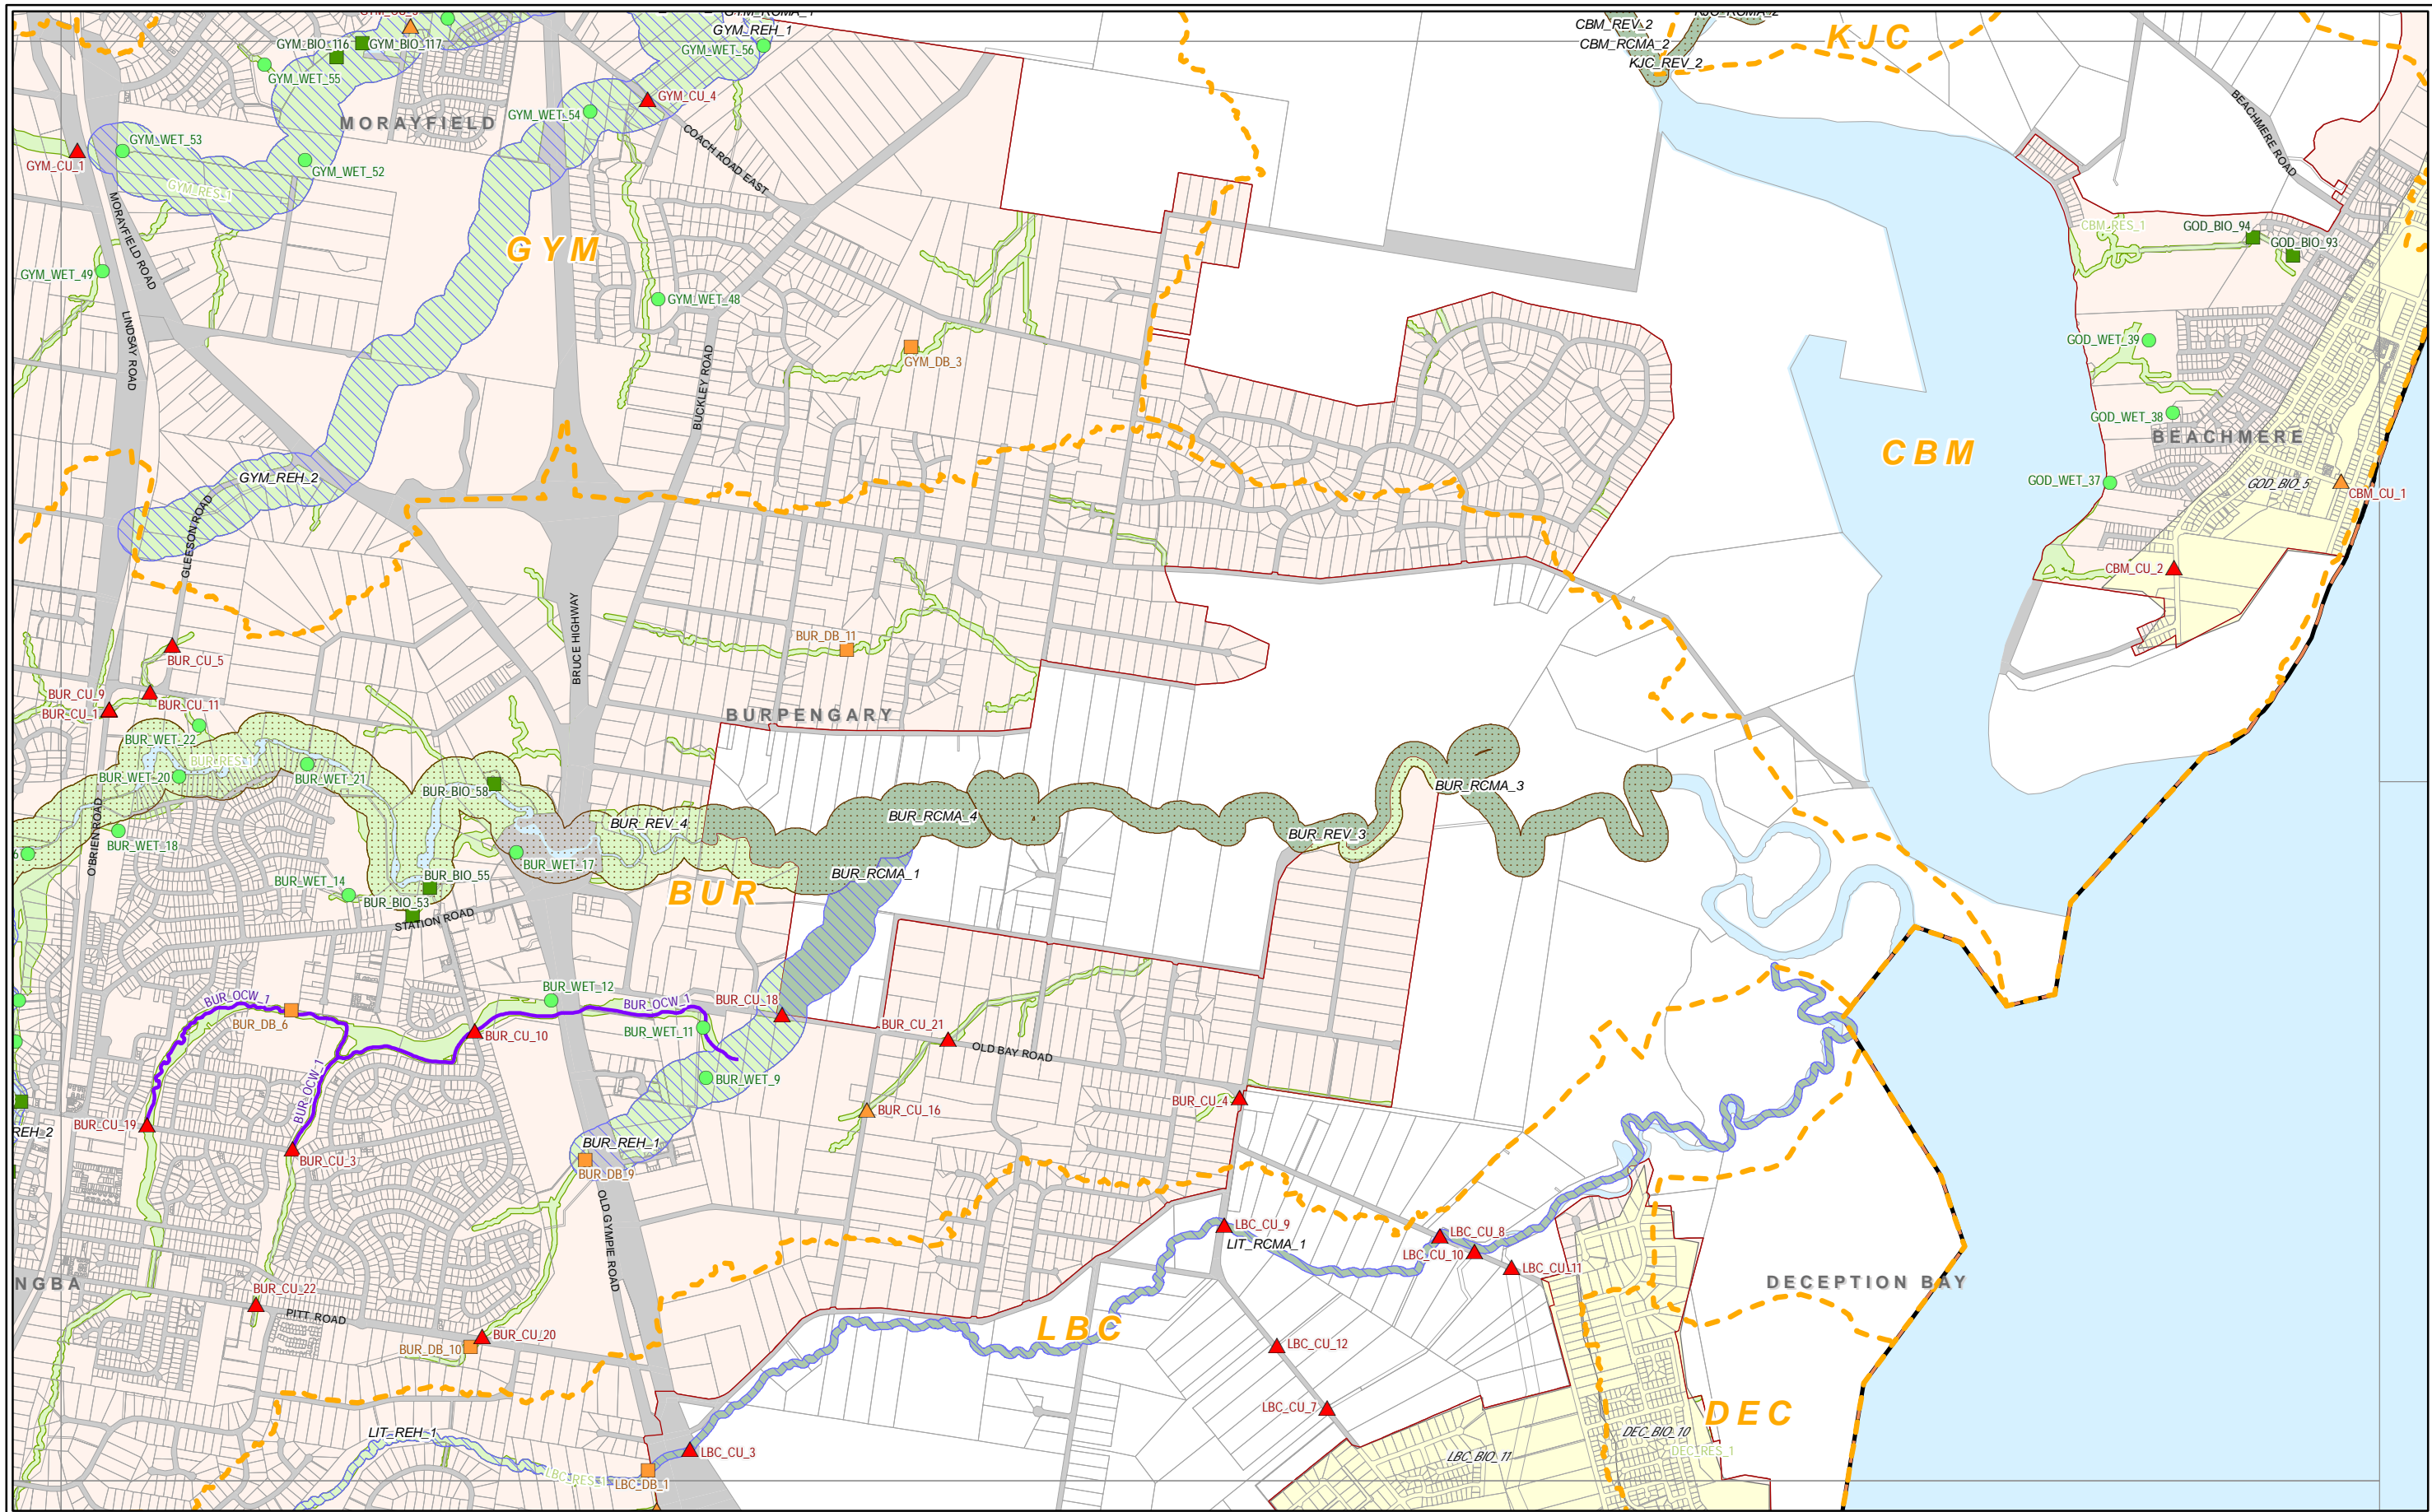 GYM_REH_1
CBM_REV_2
CBM_RCMA_2
KJC_REV_2
KJC
GYM_BIO_116
GYM_BIO_117
GYM_WET_56
GYM_WET_55
GYM_CU_4
GYM_WET_54
MORAYFIELD
COACH ROAD EAST
BEACHMERE ROAD
GYM_WET_53
GYM_CU_1
GYM_WET_52
GYM_RES_1
MORAYFIELD ROAD
GYM
CBM_RES_1
GOD_BIO_94
GOD_BIO_93
GYM_WET_49
GYM_WET_48
LINDSAY ROAD
GYM_DB_3
BUCKLEY ROAD
GOD_WET_39
GOD_WET_38
BEACHMERE
CBM
GYM_REH_2
GOD_WET_37
GOD_BIO_5
CBM_CU_1
GLEESON ROAD
CBM_CU_2
BRUCE HIGHWAY
BUR_DB_11
BUR_CU_5
BUR_CU_9
BUR_CU_11
BUR_CU_1
BURPENGARY
BUR_WET_22
BUR_RES_1
BUR_WET_20
BUR_WET_21
BUR_BIO_58
BUR_RCMA_3
BUR_RCMA_4
BUR_REV_4
BUR_REV_3
BUR_WET_18
O'BRIEN ROAD
BUR_WET_17
BUR_RCMA_1
BUR_BIO_55
BUR_WET_14
BUR_BIO_53
BUR
STATION ROAD
BUR_WET_12
BUR_OCW_1
BUR_OCW_1
BUR_CU_18
BUR_DB_6
BUR_WET_11
BUR_CU_10
BUR_CU_21
OLD BAY ROAD
BUR_OCW_1
BUR_WET_9
BUR_CU_4
BUR_CU_16
BUR_CU_19
REH_2
BUR_REH_1
BUR_CU_3
BUR_DB_9
OLD GYMPIE ROAD
LBC_CU_9
LIT_RCMA_1
LBC_CU_8
LBC_CU_10
LBC_CU_11
NGBA
DECEPTION BAY
BUR_CU_22
PITT ROAD
LBC
BUR_CU_20
BUR_DB_10
LBC_CU_12
LBC_CU_7
DEC
LIT_REH_1
DEC_BIO_10
DEC_RES_1
LBC_CU_3
LBC_BIO_11
LBC_RES_1
LBC_DB_1